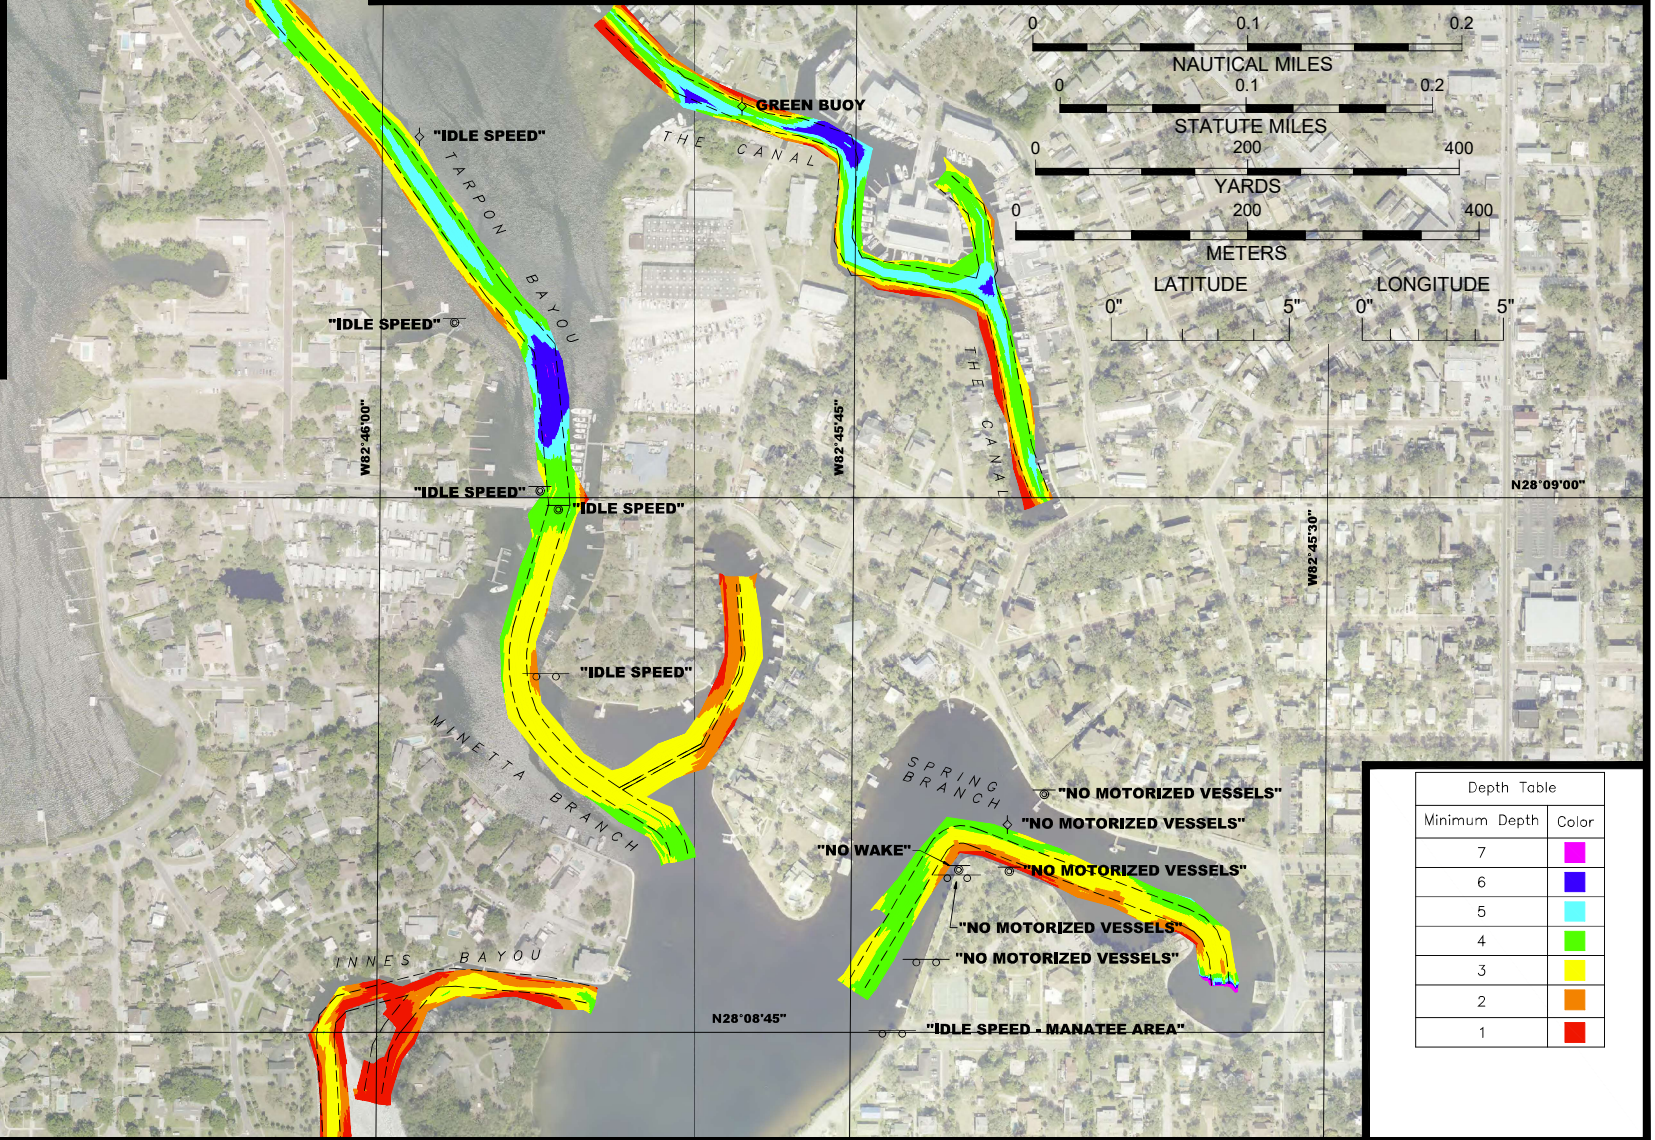 0 0.1 0.2
NAUTICAL MILES
0 0.1 0.2
STATUTE MILES
0 200 400
YARDS
0 200 400
METERS
LATITUDE LONGITUDE
0" 5" 0" 5"
GREEN BUOY
THE CANAL
"IDLE SPEED"
TARPON BAYOU
"IDLE SPEED"
THE CANAL
W82°46'00"
W82°45'45"
"IDLE SPEED"
"IDLE SPEED"
N28°09'00"
W82°45'30"
"IDLE SPEED"
MINETTA BRANCH
SPRING
BRANCH
"NO MOTORIZED VESSELS"
"NO MOTORIZED VESSELS"
"NO WAKE"
"NO MOTORIZED VESSELS"
"NO MOTORIZED VESSELS"
"NO MOTORIZED VESSELS"
INNES BAYOU
N28°08'45"
"IDLE SPEED - MANATEE AREA"
Depth Table
Minimum Depth Color
7
6
5
4
3
2
1